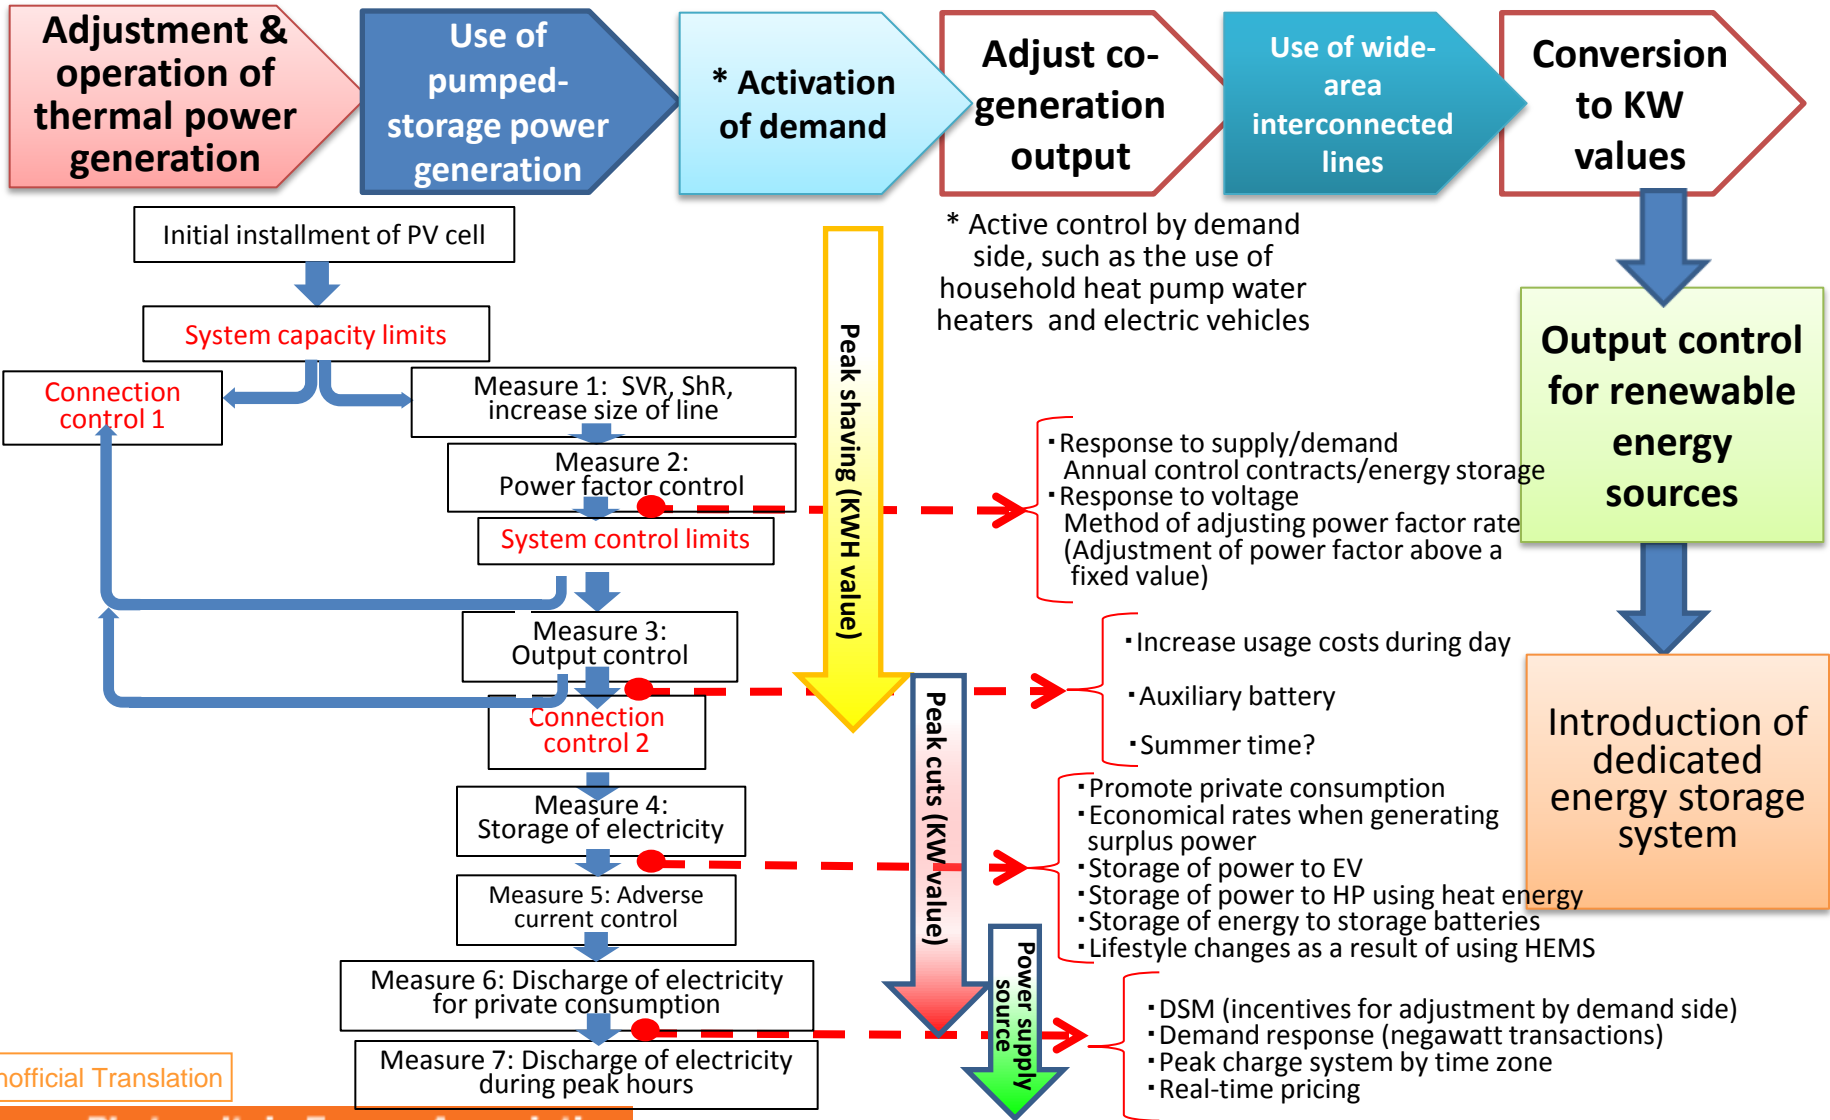 Adjustment &
operation of
thermal power
generation
Use of
pumped-
storage power
generation
* Activation
of demand
Adjust co-
generation
output
Use of wide-
area
interconnected
lines
Conversion
to KW
values
Initial installment of PV cell
System capacity limits
Connection
control 1
Measure 1:  SVR, ShR,
increase size of line
Measure 2:
Power factor control
System control limits
Measure 3:
Output control
Connection
control 2
Measure 4:
Storage of electricity
Measure 5: Adverse
current control
Measure 6: Discharge of electricity
for private consumption
Measure 7: Discharge of electricity
during peak hours
Peak shaving (KWH value)
Peak cuts (KW value)
Power supply
source
* Active control by demand
side, such as the use of
household heat pump water
heaters  and electric vehicles
・Response to supply/demand
Annual control contracts/energy storage
・Response to voltage
Method of adjusting power factor rate
(Adjustment of power factor above a
fixed value)
・Increase usage costs during day
・Auxiliary battery
・Summer time?
・Promote private consumption
・Economical rates when generating
surplus power
・Storage of power to EV
・Storage of power to HP using heat energy
・Storage of energy to storage batteries
・Lifestyle changes as a result of using HEMS
・DSM (incentives for adjustment by demand side)
・Demand response (negawatt transactions)
・Peak charge system by time zone
・Real-time pricing
Output control
for renewable
energy
sources
Introduction of
dedicated
energy storage
system
nofficial Translation